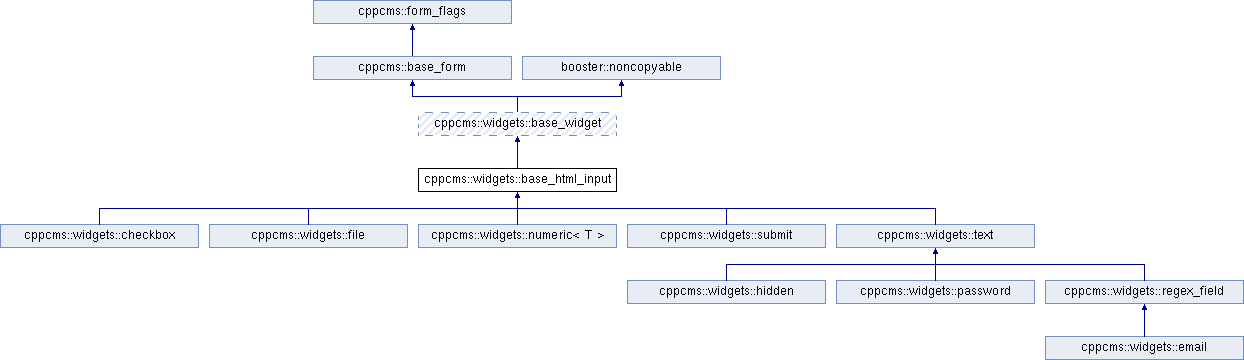 cppcms::form_flags
cppcms::base_form
booster::noncopyable
cppcms::widgets::base_widget
cppcms::widgets::base_html_input
cppcms::widgets::checkbox
cppcms::widgets::file
cppcms::widgets::numeric< T >
cppcms::widgets::submit
cppcms::widgets::text
cppcms::widgets::hidden
cppcms::widgets::password
cppcms::widgets::regex_field
cppcms::widgets::email